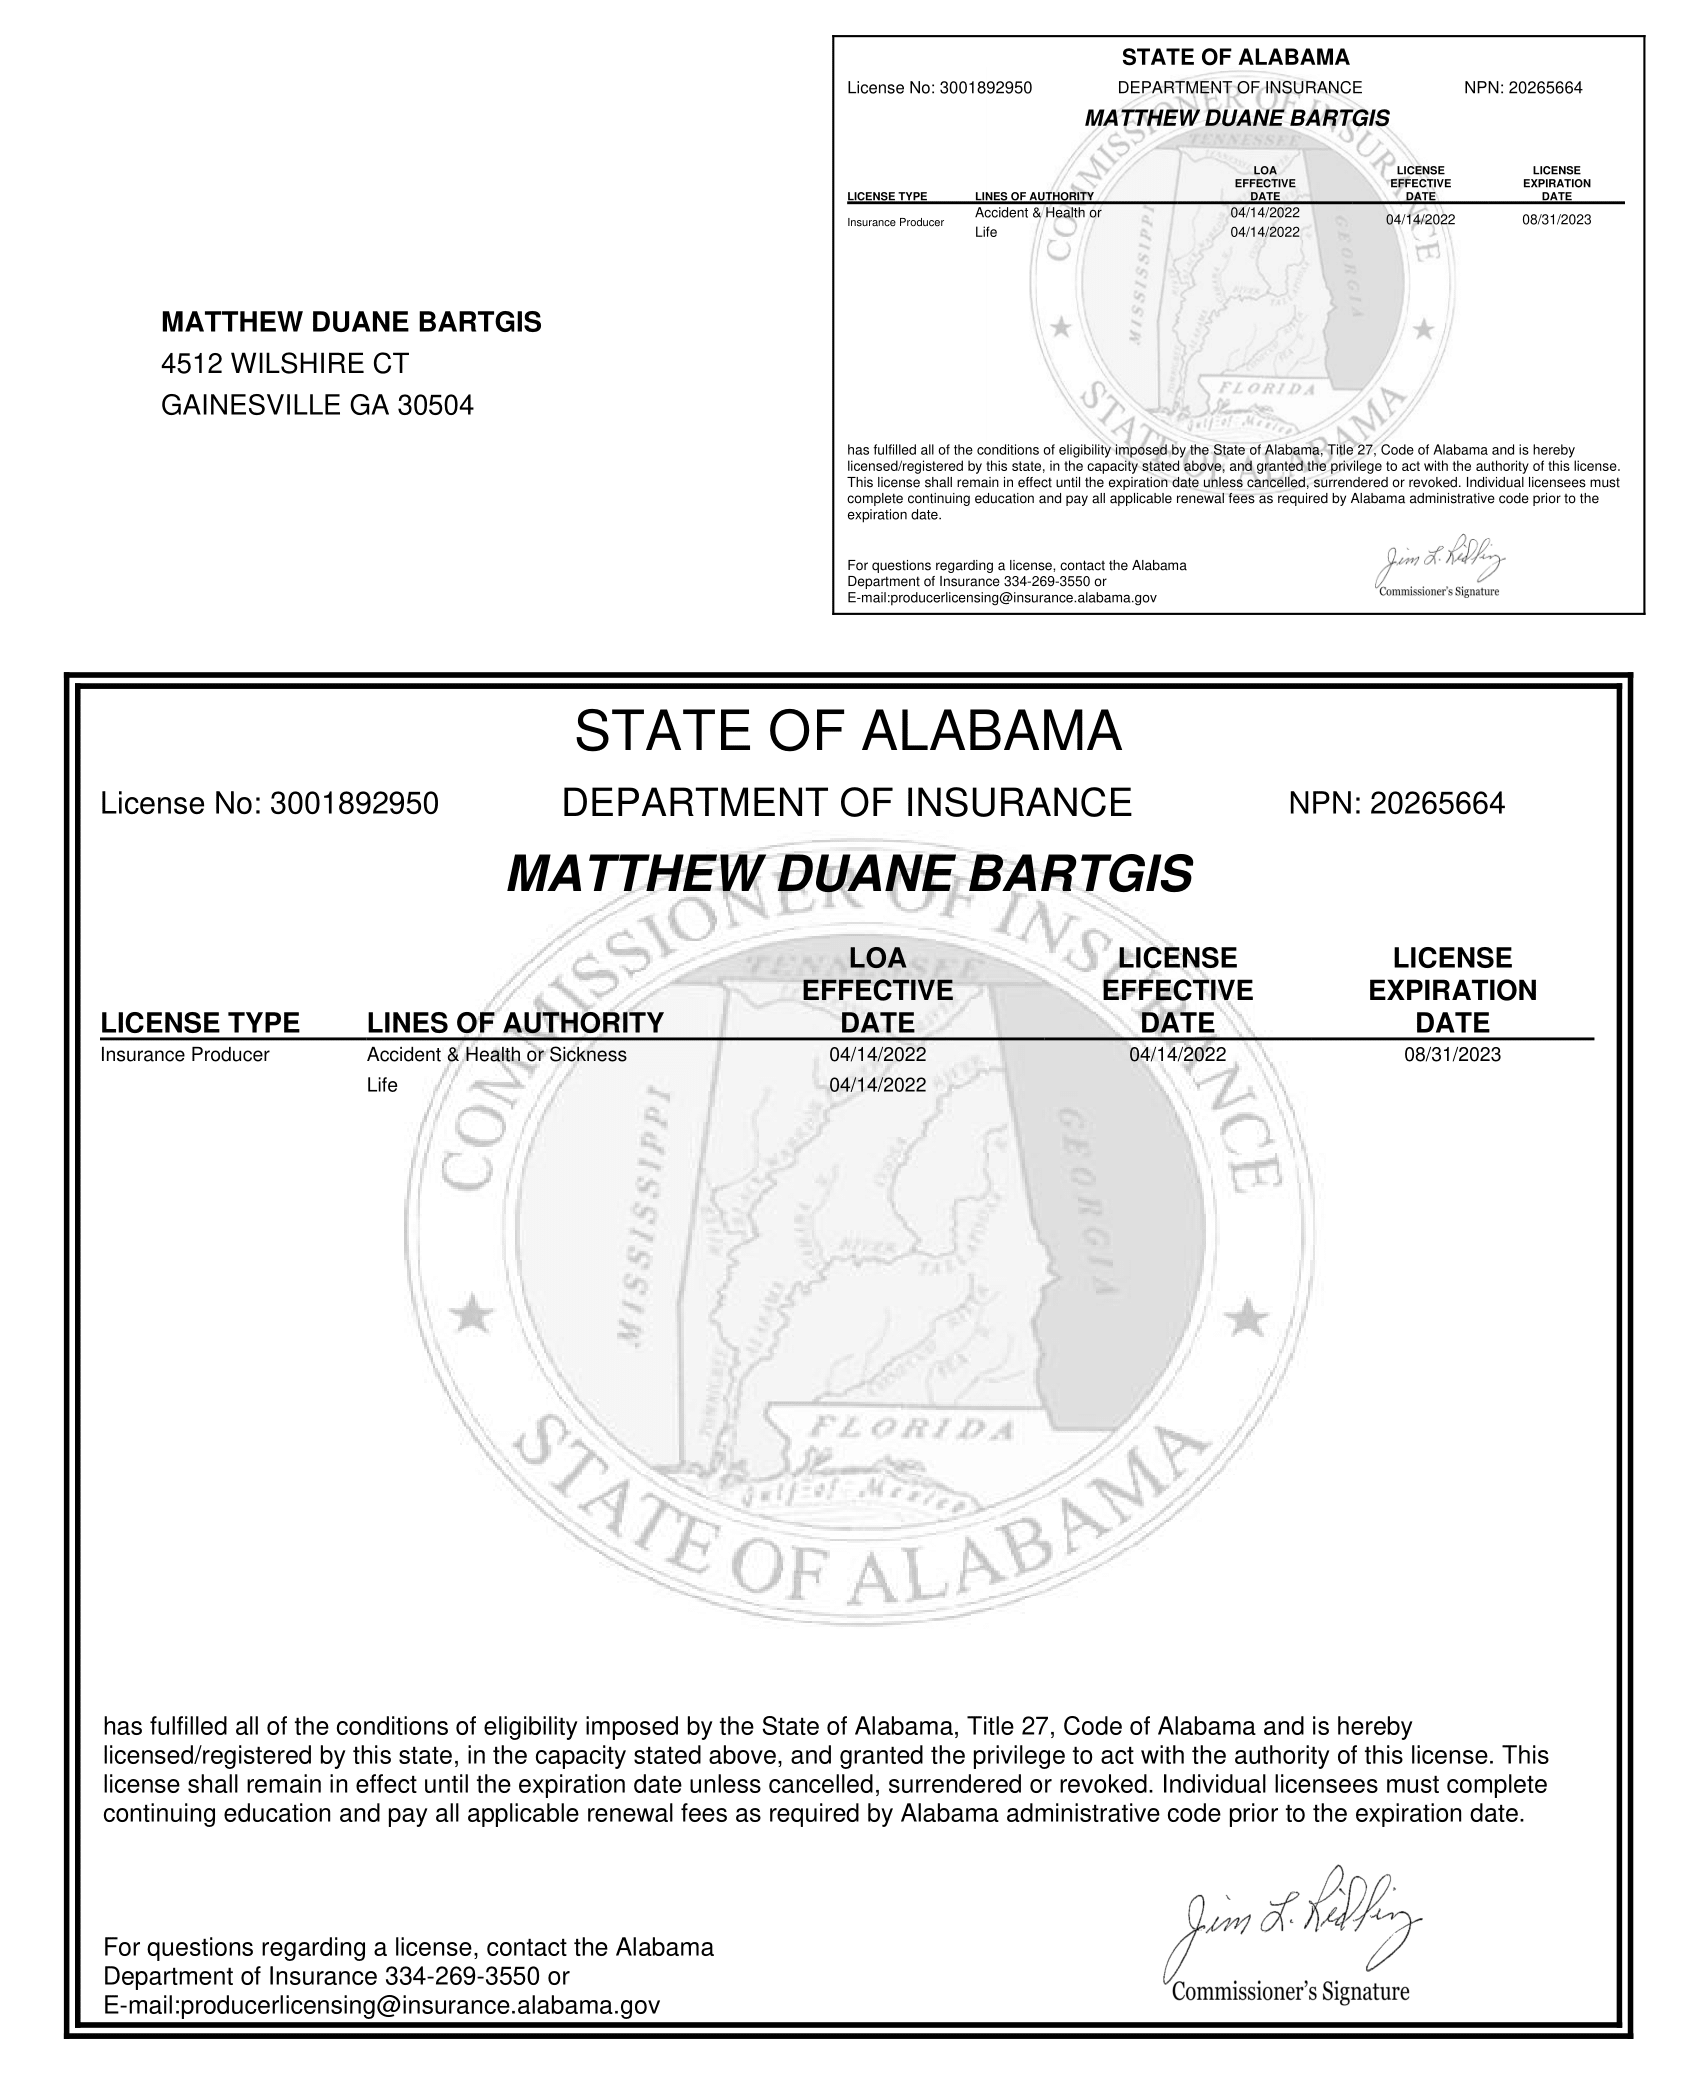 STATE OF ALABAMA
License No: 3001892950 DEPARTMENT OF INSURANCE NPN: 20265664
MATTHEW DUANE BARTGIS
LICENSE TYPE LINES OF AUTHORITY LOA EFFECTIVE DATE LICENSE EFFECTIVE DATE LICENSE EXPIRATION DATE
Insurance Producer Accident & Health or 04/14/2022 04/14/2022 08/31/2023
Life 04/14/2022
COMMISSIONER OF INSURANCE
TENNESSEE
MISSISSIPPI
GEORGIA
FLORIDA
Gulf of Mexico
STATE OF ALABAMA
has fulfilled all of the conditions of eligibility imposed by the State of Alabama, Title 27, Code of Alabama and is hereby
licensed/registered by this state, in the capacity stated above, and granted the privilege to act with the authority of this license.
This license shall remain in effect until the expiration date unless cancelled, surrendered or revoked. Individual licensees must
complete continuing education and pay all applicable renewal fees as required by Alabama administrative code prior to the
expiration date.
For questions regarding a license, contact the Alabama
Department of Insurance 334-269-3550 or
E-mail:producerlicensing@insurance.alabama.gov
Jim L. Ridling
Commissioner's Signature
MATTHEW DUANE BARTGIS
4512 WILSHIRE CT
GAINESVILLE GA 30504
STATE OF ALABAMA
License No: 3001892950 DEPARTMENT OF INSURANCE NPN: 20265664
MATTHEW DUANE BARTGIS
LICENSE TYPE LINES OF AUTHORITY LOA EFFECTIVE DATE LICENSE EFFECTIVE DATE LICENSE EXPIRATION DATE
Insurance Producer Accident & Health or Sickness 04/14/2022 04/14/2022 08/31/2023
Life 04/14/2022
COMMISSIONER OF INSURANCE
TENNESSEE
MISSISSIPPI
GEORGIA
RIVER
ALABAMA
FLORIDA
Gulf of Mexico
STATE OF ALABAMA
has fulfilled all of the conditions of eligibility imposed by the State of Alabama, Title 27, Code of Alabama and is hereby
licensed/registered by this state, in the capacity stated above, and granted the privilege to act with the authority of this license. This
license shall remain in effect until the expiration date unless cancelled, surrendered or revoked. Individual licensees must complete
continuing education and pay all applicable renewal fees as required by Alabama administrative code prior to the expiration date.
For questions regarding a license, contact the Alabama
Department of Insurance 334-269-3550 or
E-mail:producerlicensing@insurance.alabama.gov
Jim L. Ridling
Commissioner's Signature